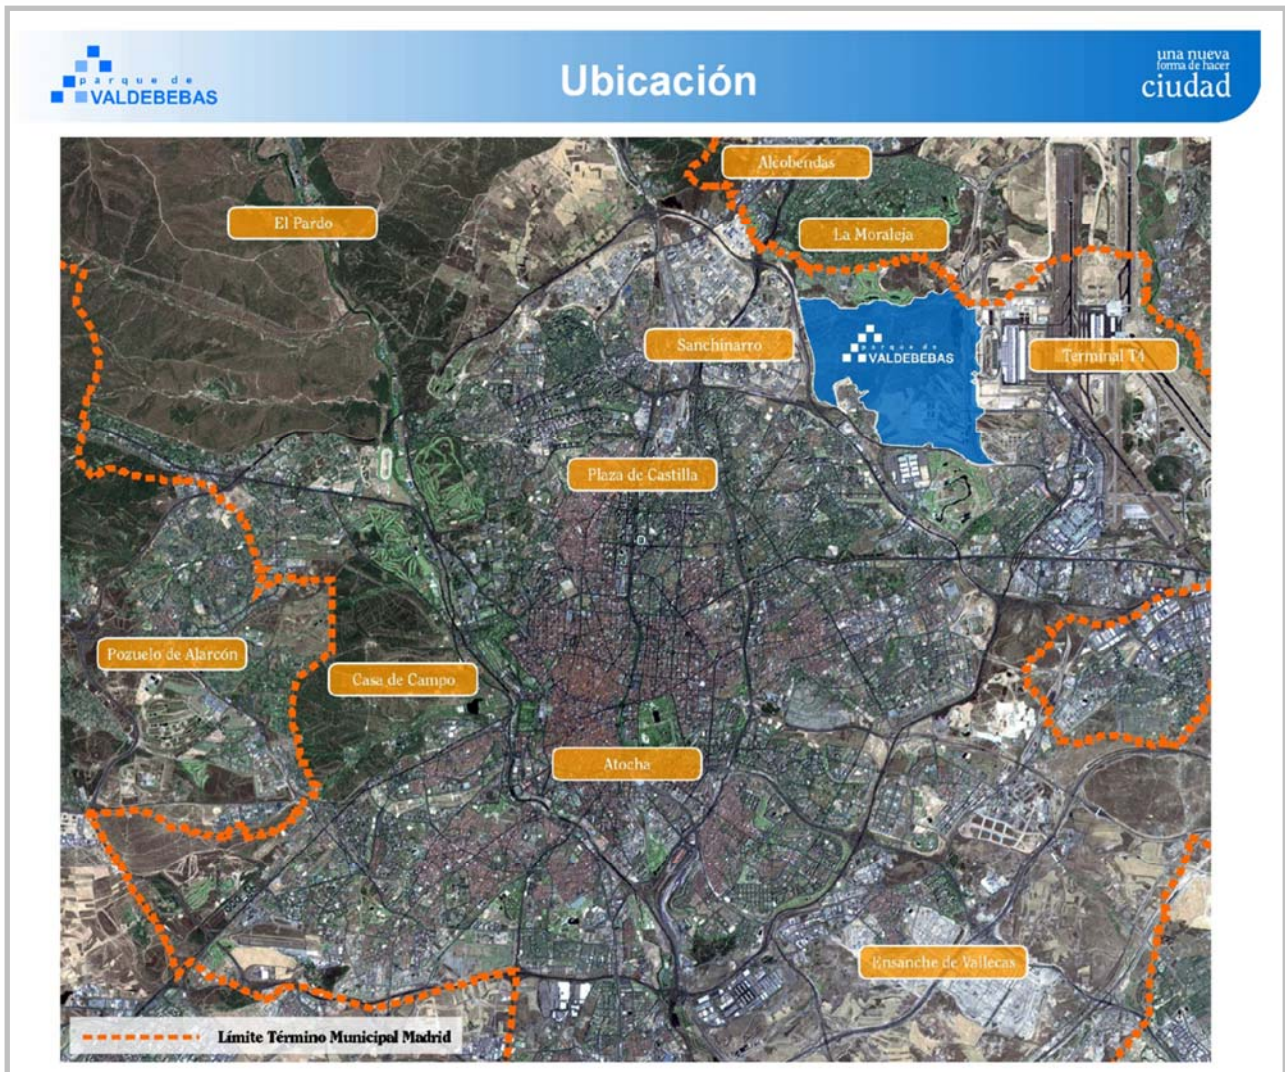 parque de
VALDEBEBAS
Ubicación
una nueva
forma de hacer
ciudad
Alcobendas
El Pardo
La Moraleja
Sanchinarro
parque de
VALDEBEBAS
Terminal T4
Plaza de Castilla
Pozuelo de Alarcón
Casa de Campo
Atocha
Ensanche de Vallecas
Límite Término Municipal Madrid